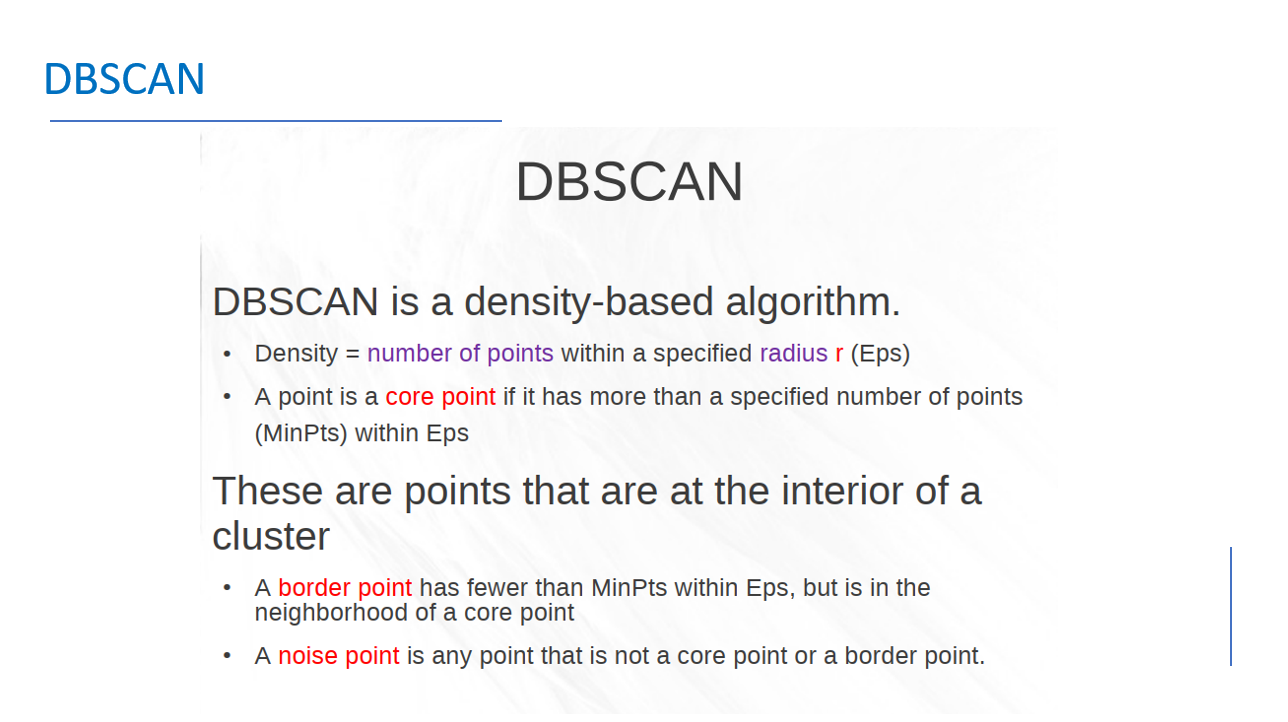 DBSCAN
DBSCAN
DBSCAN is a density-based algorithm.
• Density = number of points within a specified radius r (Eps)
• A point is a core point if it has more than a specified number of points
(MinPts) within Eps
These are points that are at the interior of a
cluster
• A border point has fewer than MinPts within Eps, but is in the
neighborhood of a core point
• A noise point is any point that is not a core point or a border point.